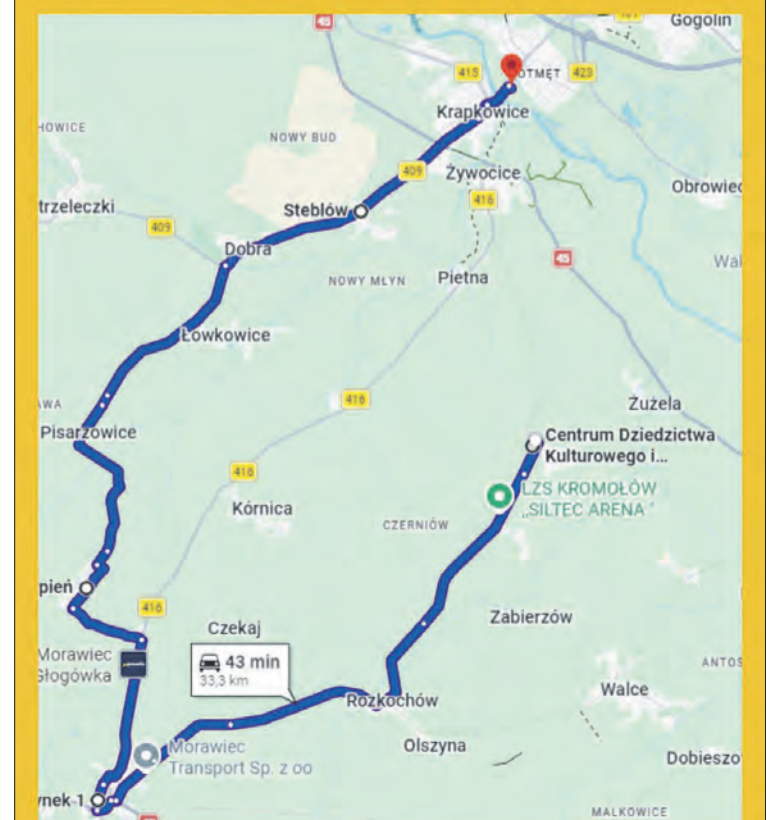 45
Gogolin
415
OTMĘT
423
HOWICE
Krapkowice
NOWY BUD
409
Żywocice
trzeleczki
Steblów
416
Obrowiec
409
Dobra
45
Wal
NOWY MŁYN
Pietna
Łowkowice
416
AWA
Żużela
Pisarzowice
Centrum Dziedzictwa
Kulturowego i...
416
LZS KROMOŁÓW
„SILTEC ARENA "
Kórnica
CZERNIÓW
pień
416
Czekaj
Zabierzów
Morawiec
Głogówka
43 min
33,3 km
ANTOS
Rozkochów
Walce
Olszyna
Morawiec
Transport Sp. z oo
Dobieszo
ynek 1
MALKOWICE